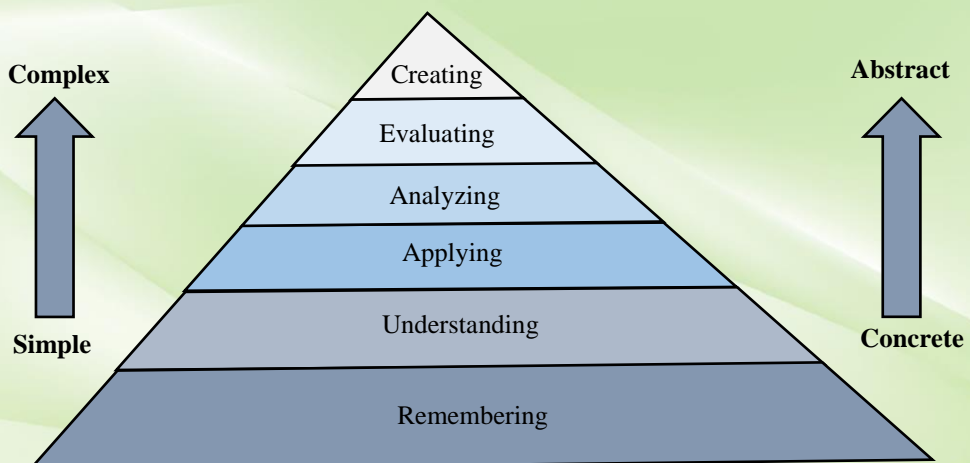 Creating
Complex
Abstract
Evaluating
Analyzing
Applying
Understanding
Simple
Concrete
Remembering